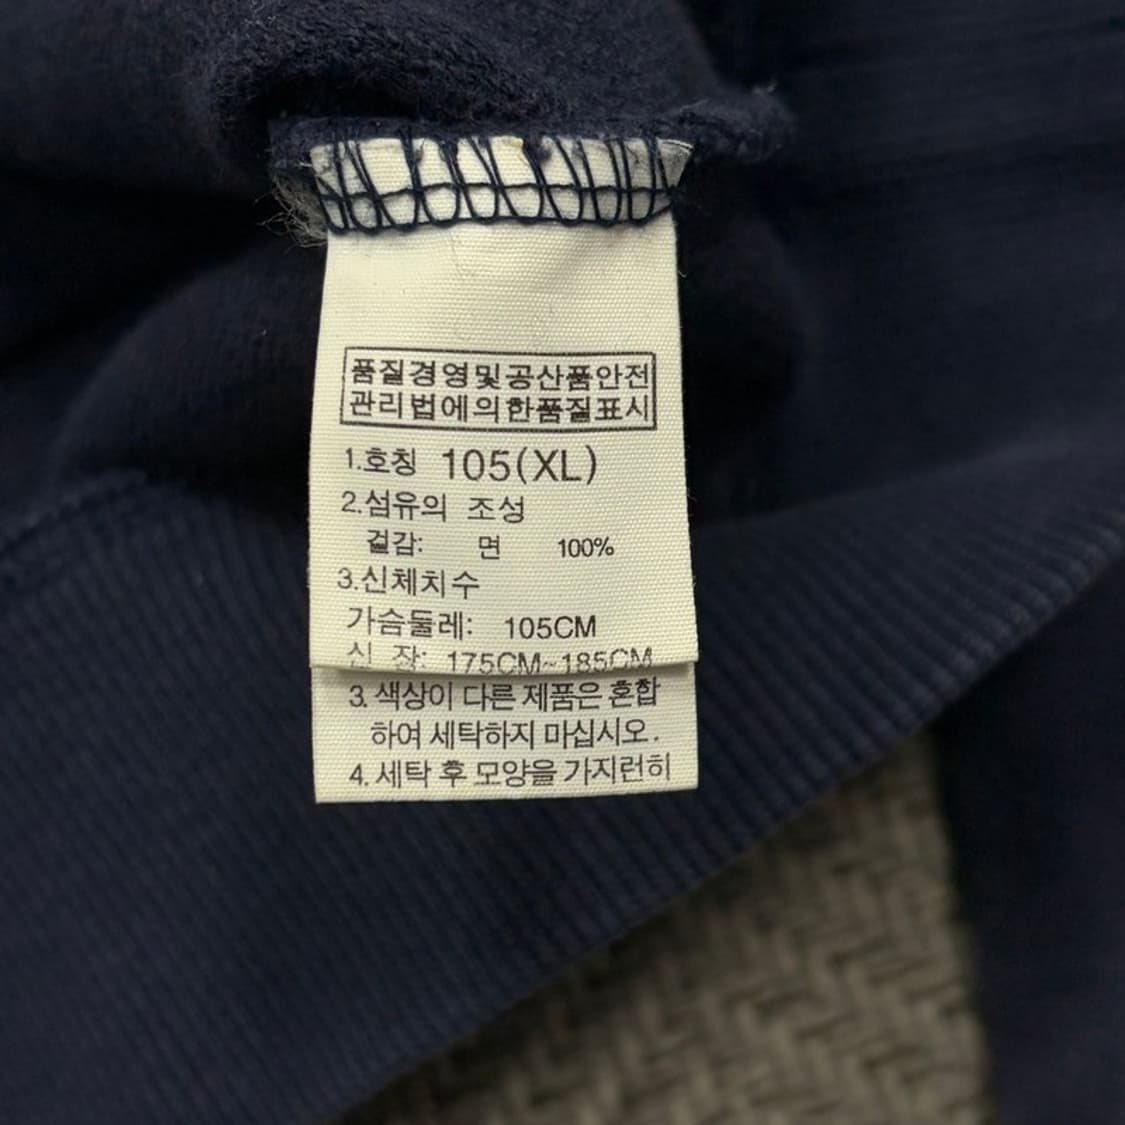 품질경영및공산품안전
관리법에의한품질표시
1.호칭 105(XL)
2.섬유의 조성
겉감: 면 100%
3.신체치수
가슴둘레: 105CM
신 장: 175CM~185CM
3. 색상이 다른 제품은 혼합
하여 세탁하지 마십시오.
4. 세탁 후 모양을 가지런히